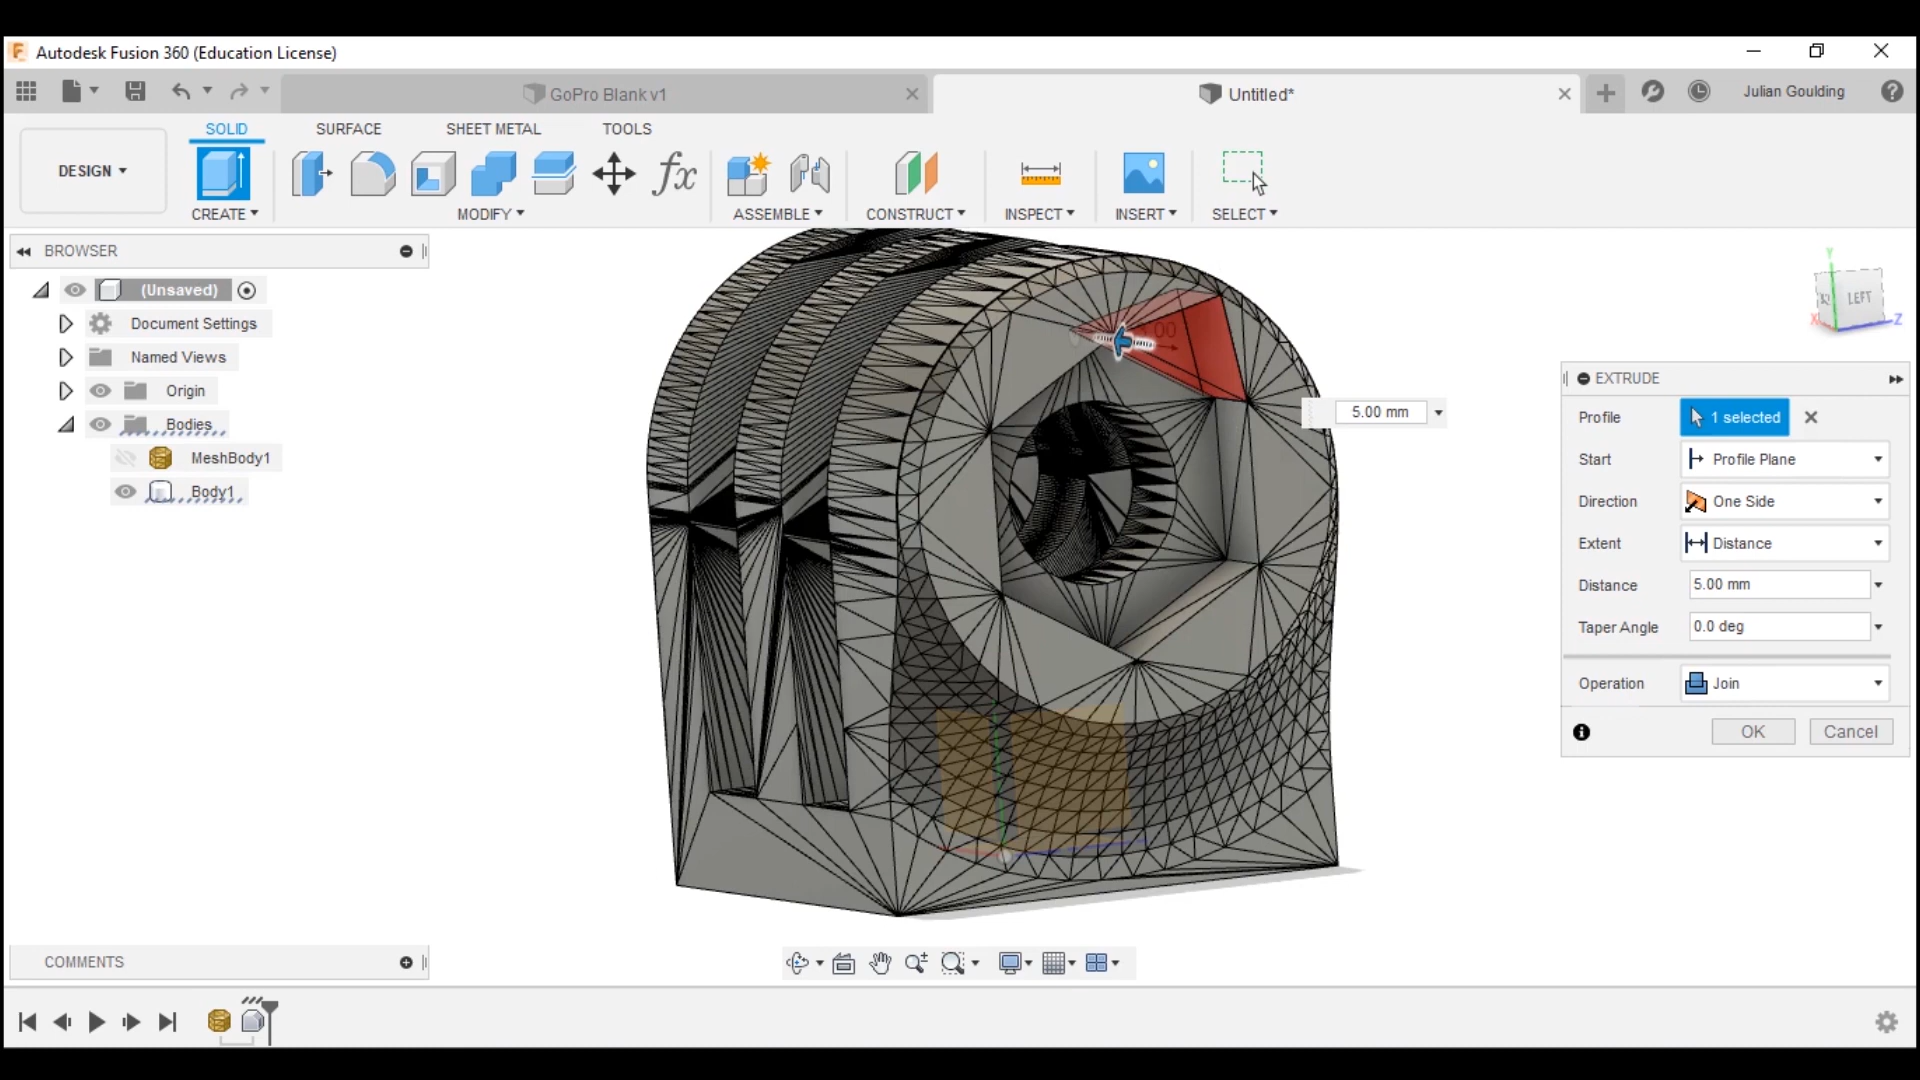 Autodesk Fusion 360 (Education License)
GoPro Blank v1
Untitled*
Julian Goulding
SOLID
SURFACE
SHEET METAL
TOOLS
DESIGN
CREATE
MODIFY
ASSEMBLE
CONSTRUCT
INSPECT
INSERT
SELECT
BROWSER
(Unsaved)
Document Settings
Named Views
Origin
Bodies
MeshBody1
Body1
LEFT
Y
X
Z
5.00 mm
EXTRUDE
Profile
1 selected
Start
Profile Plane
Direction
One Side
Extent
Distance
Distance
5.00 mm
Taper Angle
0.0 deg
Operation
Join
OK
Cancel
COMMENTS